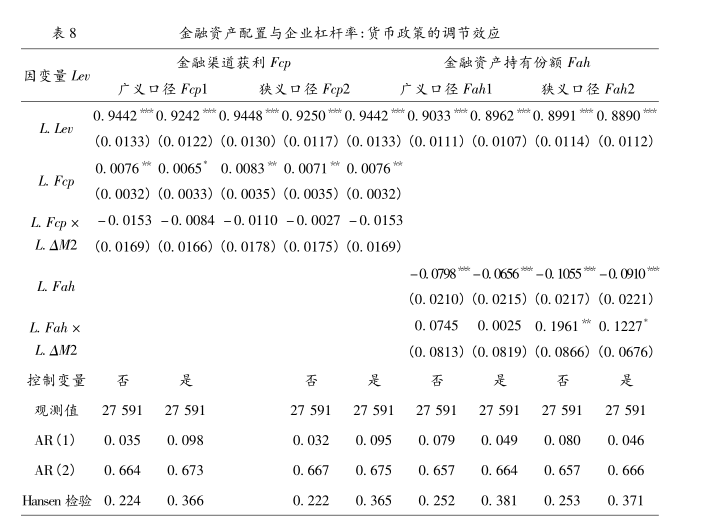 表 8 金融资产配置与企业杠杆率:货币政策的调节效应
因变量 Lev 金融渠道获利 Fcp 金融资产持有份额 Fah
广义口径 Fcp1 狭义口径 Fcp2 广义口径 Fah1 狭义口径 Fah2
L. Lev 0. 9442 *** 0. 9242 *** 0. 9448 *** 0. 9250 *** 0. 9442 *** 0. 9033 *** 0. 8962 *** 0. 8991 *** 0. 8890 ***
(0. 0133) (0. 0122) (0. 0130) (0. 0117) (0. 0133) (0. 0111) (0. 0107) (0. 0114) (0. 0112)
L. Fcp 0. 0076 ** 0. 0065 * 0. 0083 ** 0. 0071 ** 0. 0076 **
(0. 0032) (0. 0033) (0. 0035) (0. 0035) (0. 0032)
L. Fcp × -0. 0153 -0. 0084 -0. 0110 -0. 0027 -0. 0153
L. ΔM2 (0. 0169) (0. 0166) (0. 0178) (0. 0175) (0. 0169)
L. Fah -0. 0798 *** -0. 0656 *** -0. 1055 *** -0. 0910 ***
(0. 0210) (0. 0215) (0. 0217) (0. 0221)
L. Fah × 0. 0745 0. 0025 0. 1961 ** 0. 1227 *
L. ΔM2 (0. 0813) (0. 0819) (0. 0866) (0. 0676)
控制变量 否 是 否 是 否 是 否 是
观测值 27 591 27 591 27 591 27 591 27 591 27 591 27 591 27 591
AR(1) 0. 035 0. 098 0. 032 0. 095 0. 079 0. 049 0. 080 0. 046
AR(2) 0. 664 0. 673 0. 667 0. 675 0. 657 0. 664 0. 657 0. 666
Hansen 检验 0. 224 0. 366 0. 222 0. 365 0. 252 0. 381 0. 253 0. 371